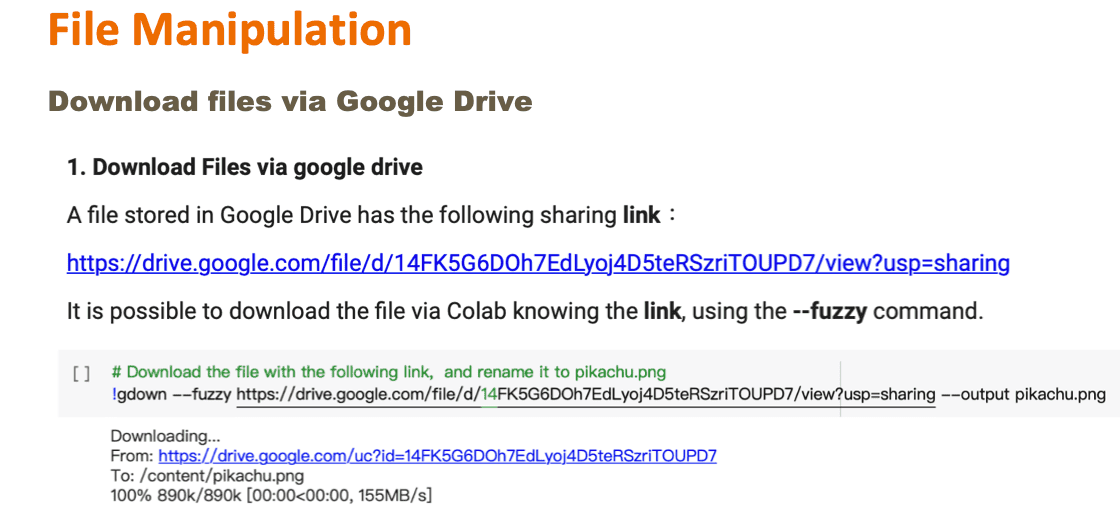 File Manipulation
Download files via Google Drive
1. Download Files via google drive
A file stored in Google Drive has the following sharing link：
https://drive.google.com/file/d/14FK5G6DOh7EdLyoj4D5teRSzriTOUPD7/view?usp=sharing
It is possible to download the file via Colab knowing the link, using the --fuzzy command.
[ ] # Download the file with the following link,  and rename it to pikachu.png
!gdown --fuzzy https://drive.google.com/file/d/14FK5G6DOh7EdLyoj4D5teRSzriTOUPD7/view?usp=sharing --output pikachu.png
Downloading...
From: https://drive.google.com/uc?id=14FK5G6DOh7EdLyoj4D5teRSzriTOUPD7
To: /content/pikachu.png
100% 890k/890k [00:00<00:00, 155MB/s]